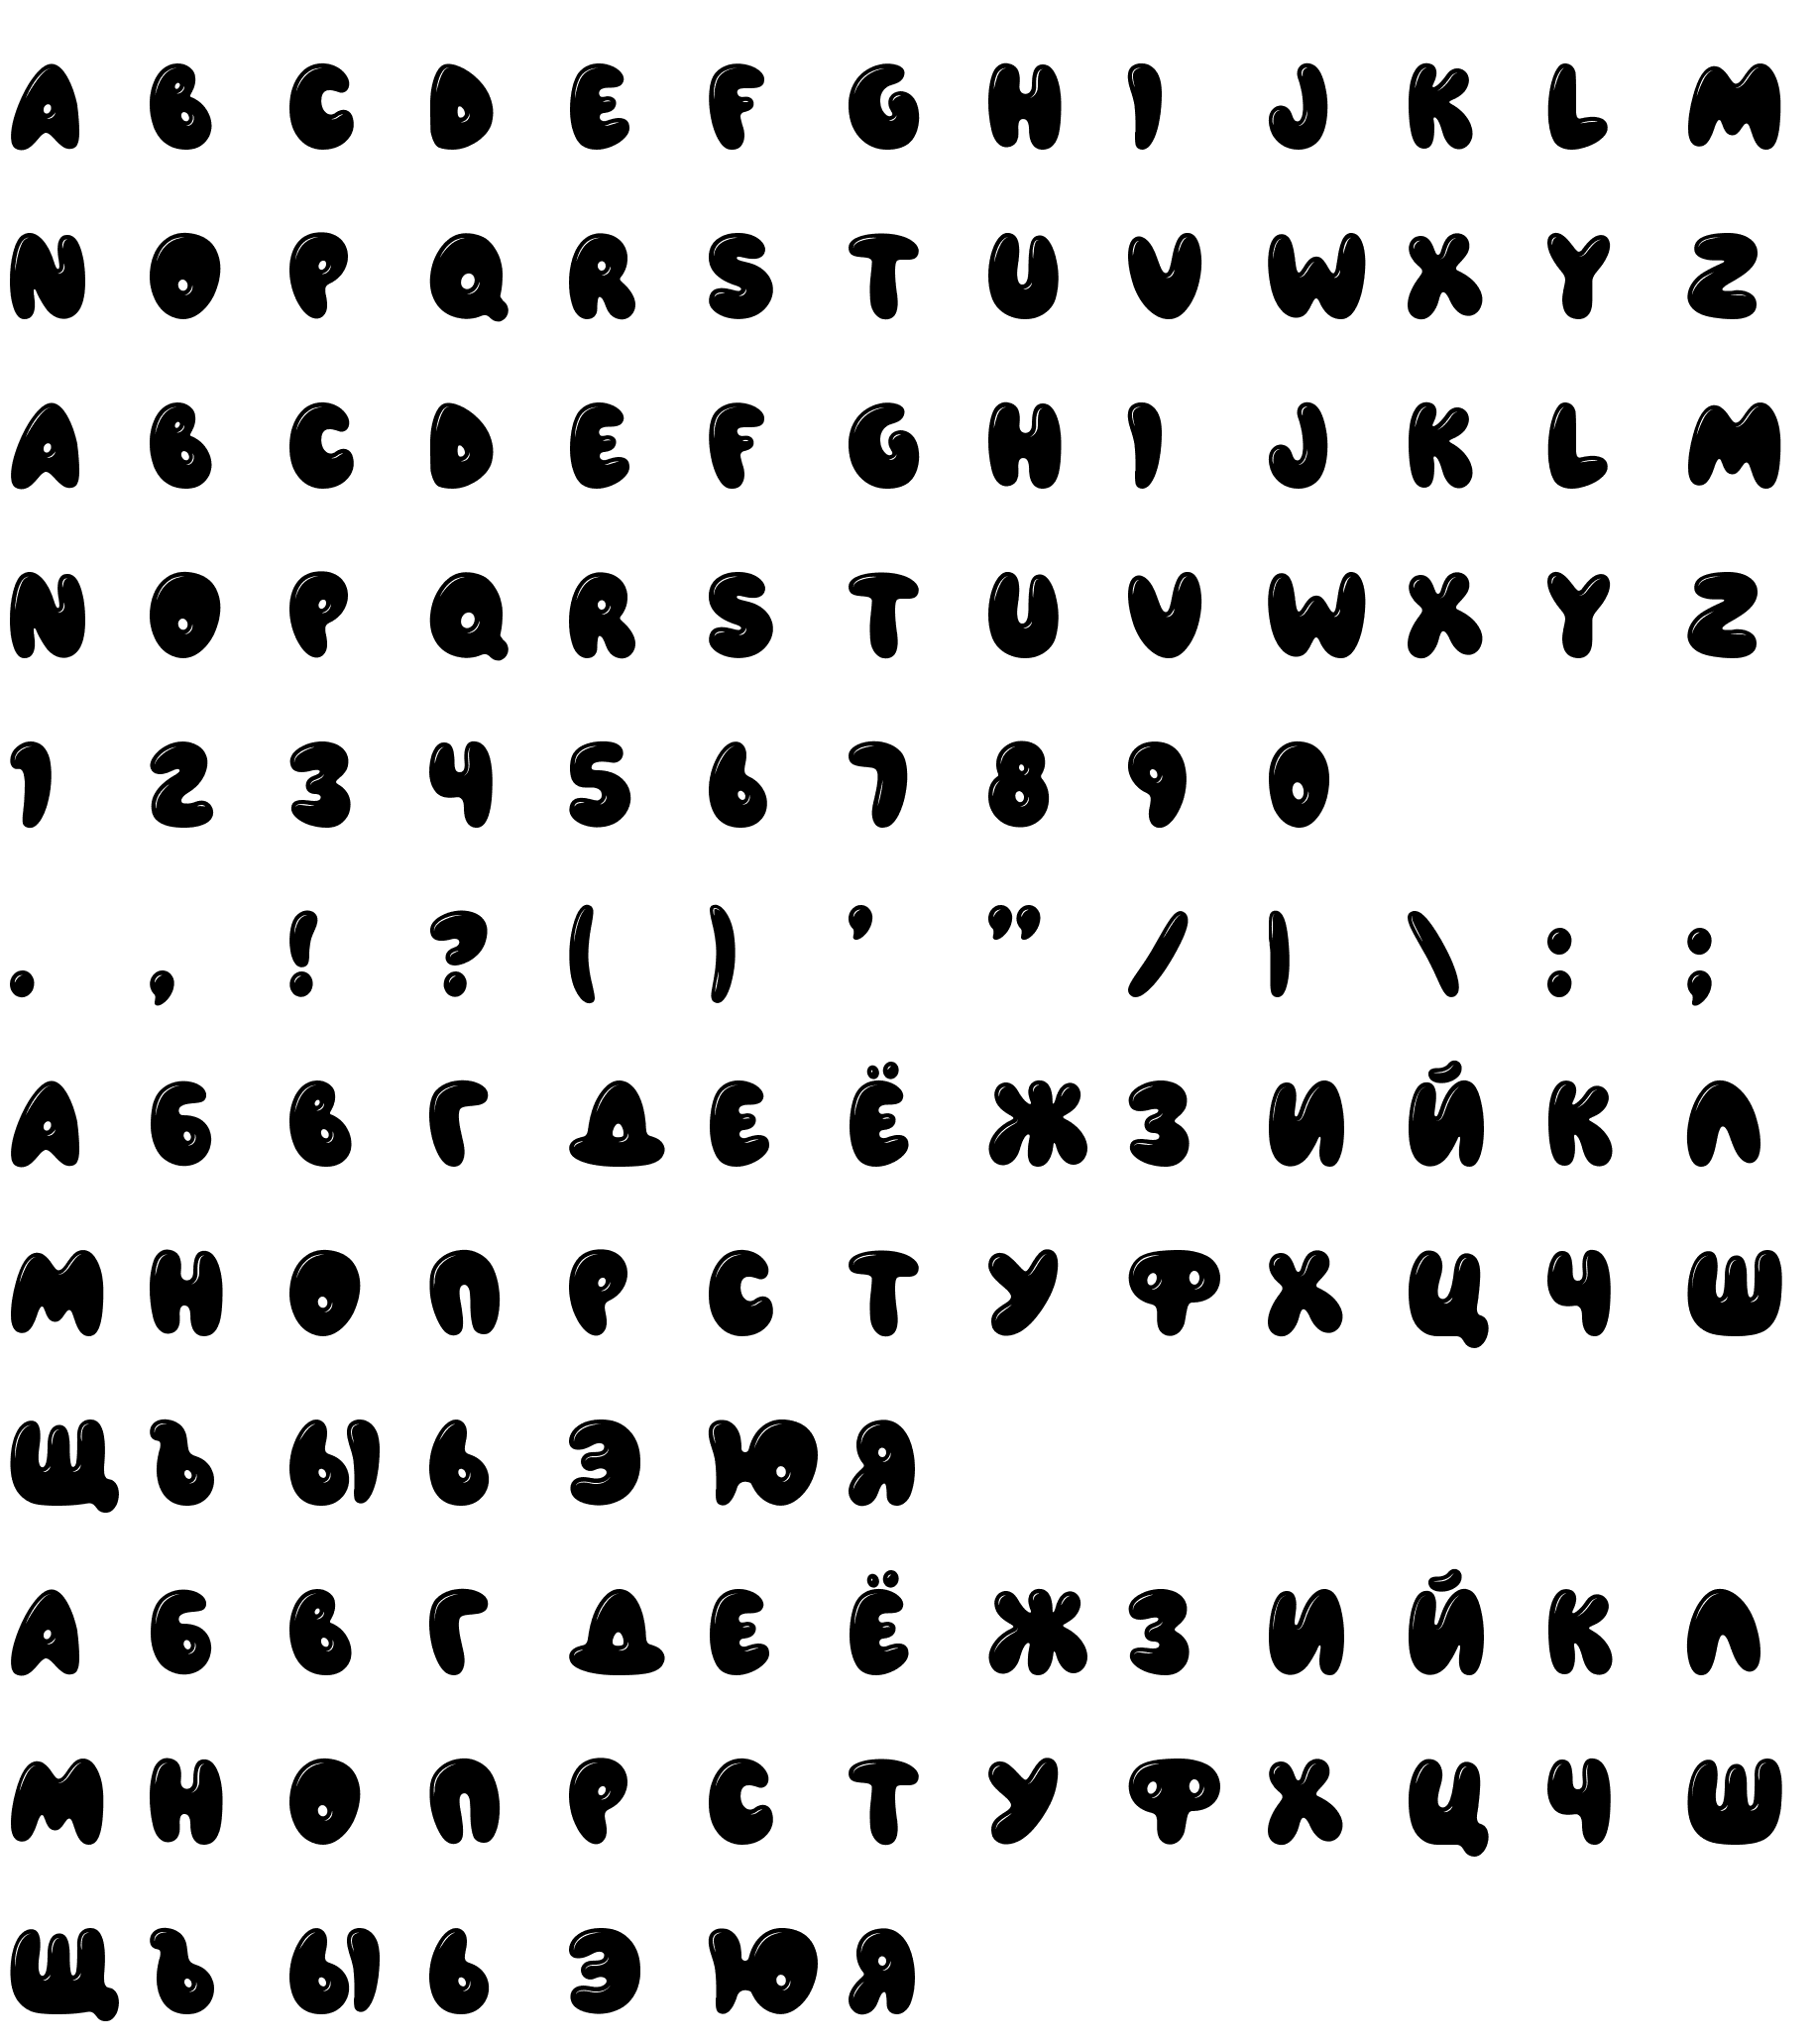 A B C D E F G H I J K L M
N O P Q R S T U V W X Y Z
A B C D E F G H I J K L M
N O P Q R S T U V W X Y Z
1 2 3 4 5 6 7 8 9 0
. , ! ? ( ) ' " / | \ : ;
А Б В Г Д Е Ё Ж З И Й К Л
М Н О П Р С Т У Ф Х Ц Ч Ш
Щ Ъ Ы Ь Э Ю Я
А Б В Г Д Е Ё Ж З И Й К Л
М Н О П Р С Т У Ф Х Ц Ч Ш
Щ Ъ Ы Ь Э Ю Я